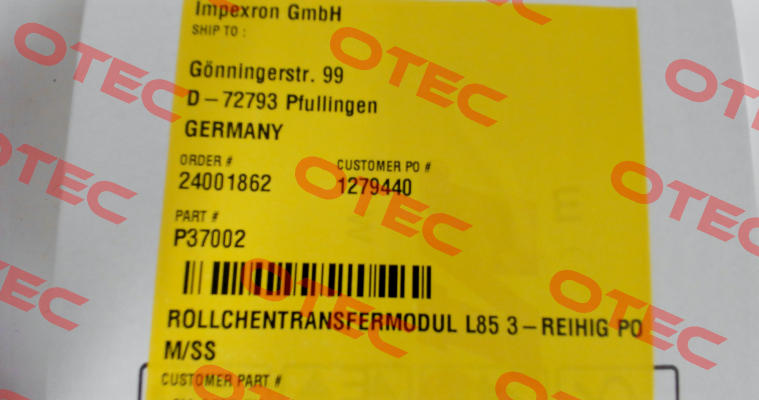 Impexron GmbH
SHIP TO :
Gönningerstr. 99
D-72793 Pfullingen
GERMANY
ORDER # CUSTOMER PO #
24001862 1279440
PART #
P37002
ROLLCHENTRANSFERMODUL L85 3-REIHIG PO
M/SS
CUSTOMER PART #
OTEC
OTEC
OTEC
OTEC
OTEC
OTEC
OTEC
OTEC
OTEC
OTEC
OTEC